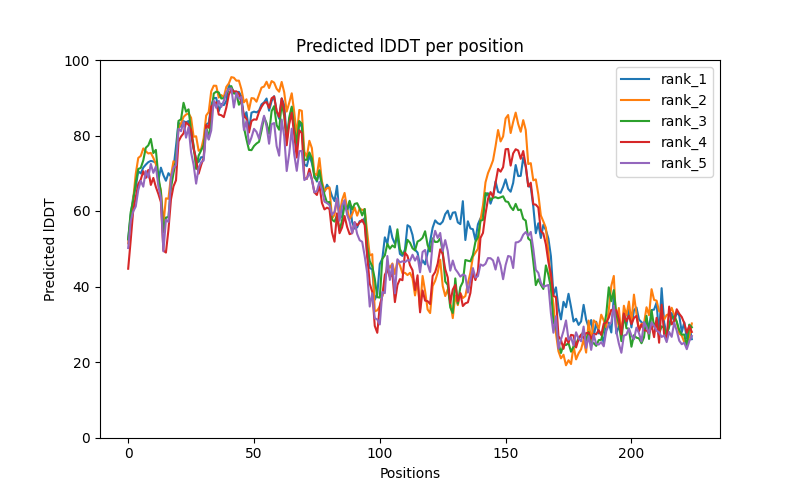 Predicted lDDT per position
100
80
60
40
20
0
Predicted lDDT
0
50
100
150
200
Positions
rank_1
rank_2
rank_3
rank_4
rank_5